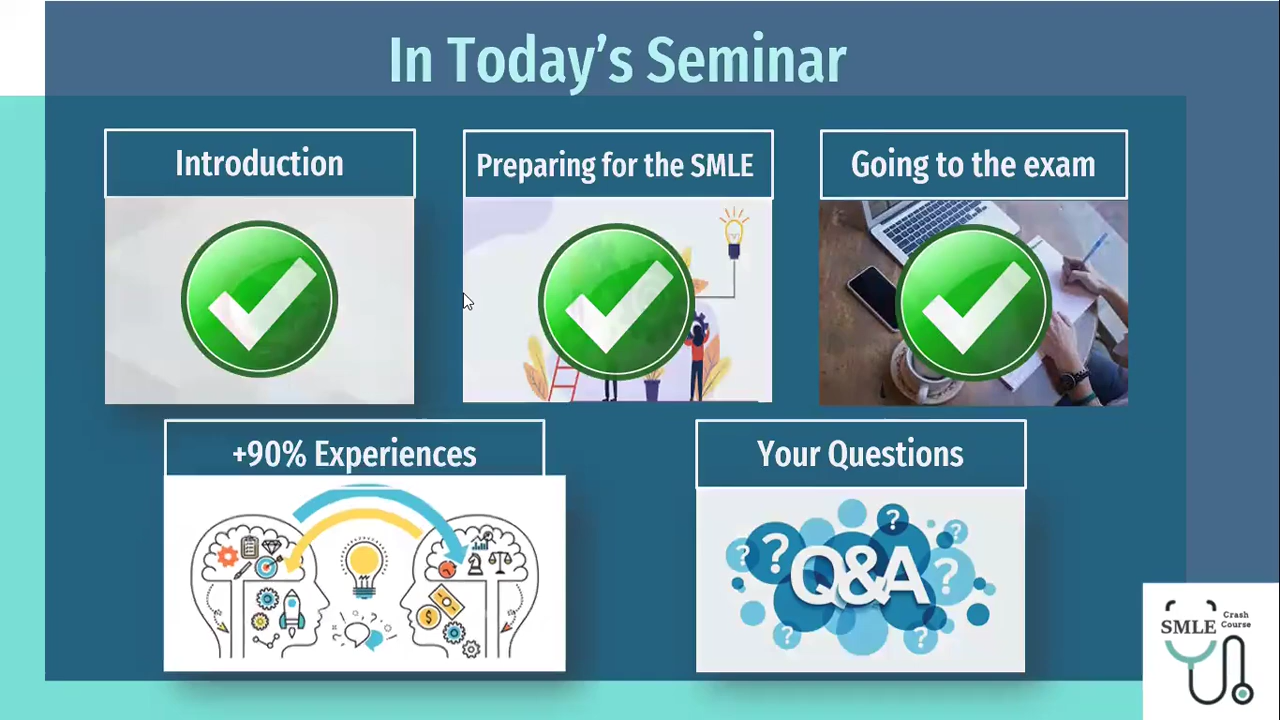 In Today's Seminar
Introduction
Preparing for the SMLE
Going to the exam
+90% Experiences
Your Questions
Q&A
SMLE Crash
Course